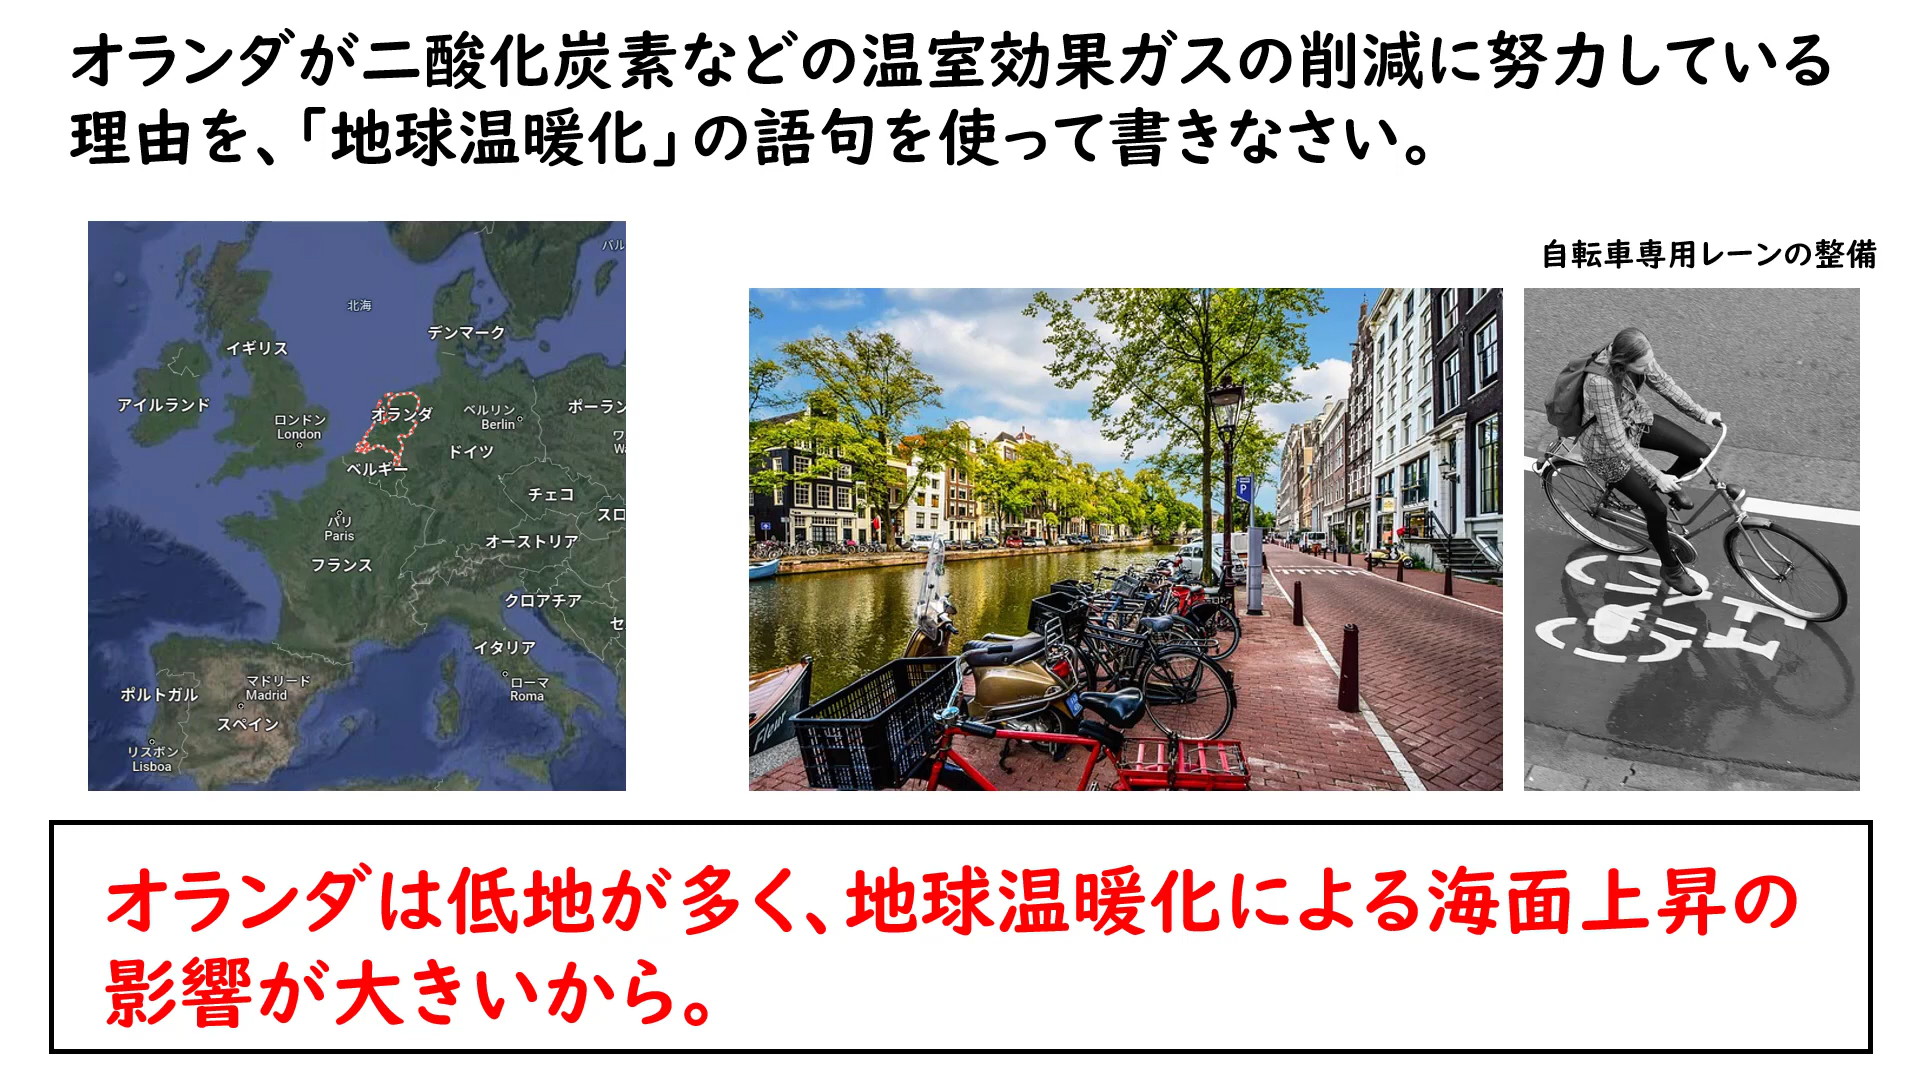 オランダが二酸化炭素などの温室効果ガスの削減に努力している
理由を、「地球温暖化」の語句を使って書きなさい。
自転車専用レーンの整備
バル
北海
デンマーク
イギリス
アイルランド
オランダ
ベルリン
Berlin
ポーラン
ロンドン
London
ワ
ドイツ
ベルギー
チェコ
スロ
パリ
Paris
オーストリア
フランス
クロアチア
セ
イタリア
マドリード
Madrid
ローマ
Roma
ポルトガル
スペイン
リスボン
Lisboa
P
Fleur
オランダは低地が多く、地球温暖化による海面上昇の
影響が大きいから。